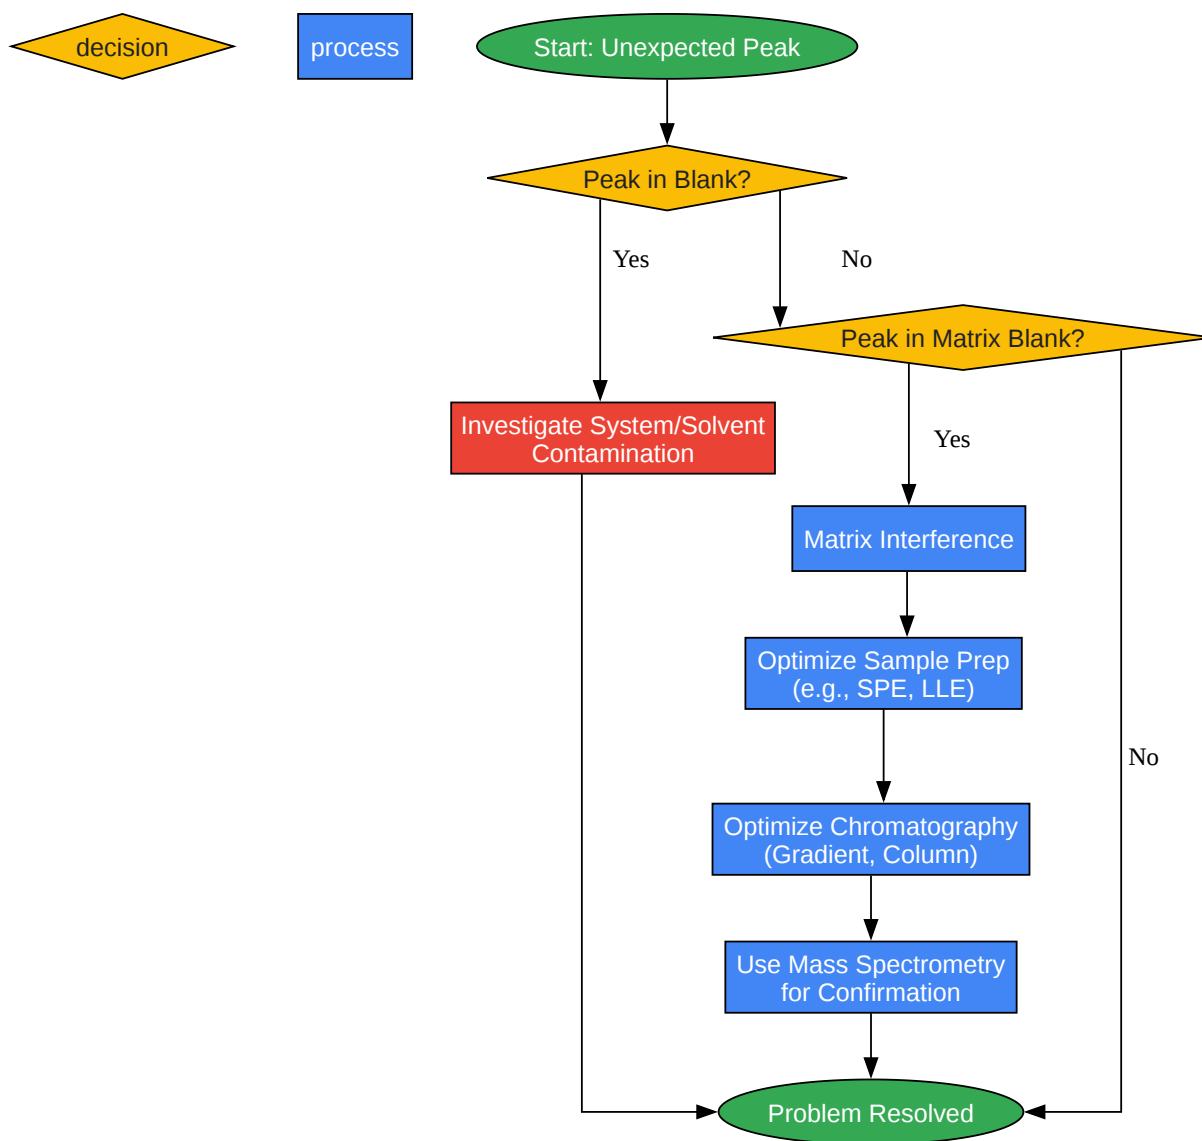 decision
process
Start: Unexpected Peak
Peak in Blank?
Yes
No
Peak in Matrix Blank?
Investigate System/Solvent
Contamination
Yes
Matrix Interference
Optimize Sample Prep
(e.g., SPE, LLE)
No
Optimize Chromatography
(Gradient, Column)
Use Mass Spectrometry
for Confirmation
Problem Resolved